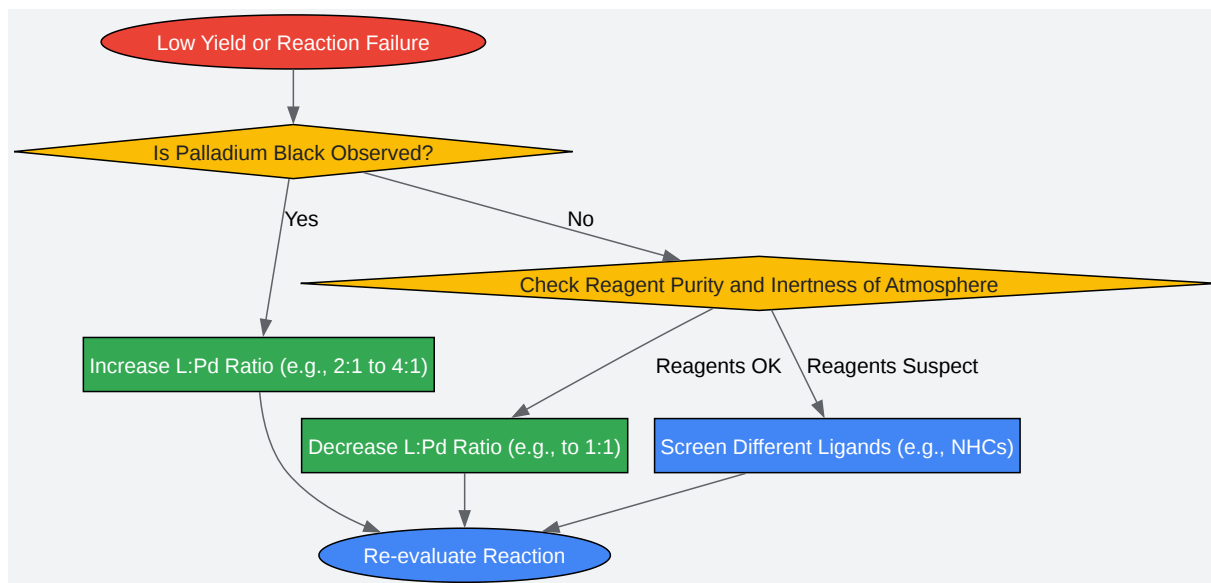 Low Yield or Reaction Failure
Is Palladium Black Observed?
Yes
No
Check Reagent Purity and Inertness of Atmosphere
Increase L:Pd Ratio (e.g., 2:1 to 4:1)
Reagents OK
Reagents Suspect
Decrease L:Pd Ratio (e.g., to 1:1)
Screen Different Ligands (e.g., NHCs)
Re-evaluate Reaction